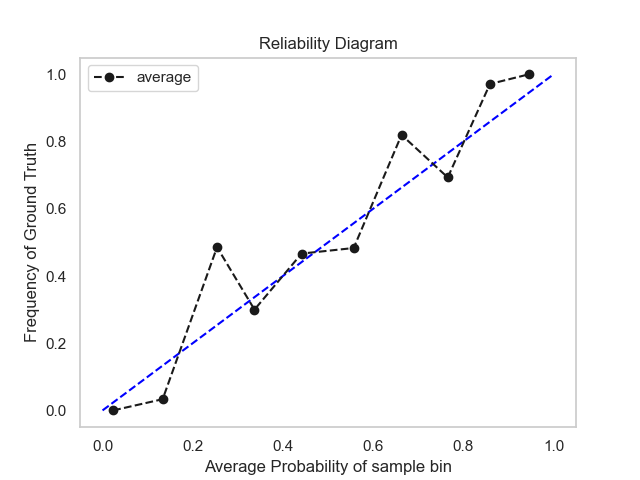 Reliability Diagram
average
Frequency of Ground Truth
1.0
0.8
0.6
0.4
0.2
0.0
0.0 0.2 0.4 0.6 0.8 1.0
Average Probability of sample bin